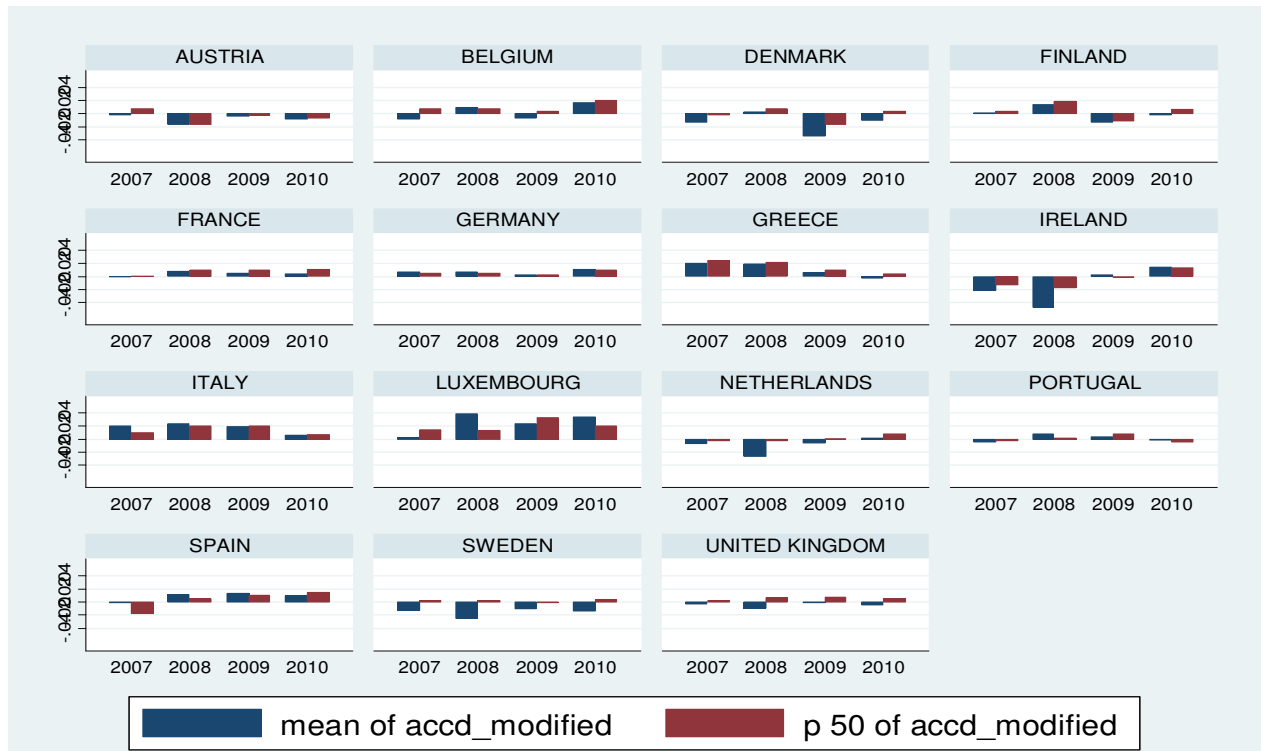 AUSTRIA BELGIUM DENMARK FINLAND
2007 2008 2009 2010 2007 2008 2009 2010 2007 2008 2009 2010 2007 2008 2009 2010
FRANCE GERMANY GREECE IRELAND
2007 2008 2009 2010 2007 2008 2009 2010 2007 2008 2009 2010 2007 2008 2009 2010
ITALY LUXEMBOURG NETHERLANDS PORTUGAL
2007 2008 2009 2010 2007 2008 2009 2010 2007 2008 2009 2010 2007 2008 2009 2010
SPAIN SWEDEN UNITED KINGDOM
2007 2008 2009 2010 2007 2008 2009 2010 2007 2008 2009 2010
mean of accd_modified p 50 of accd_modified